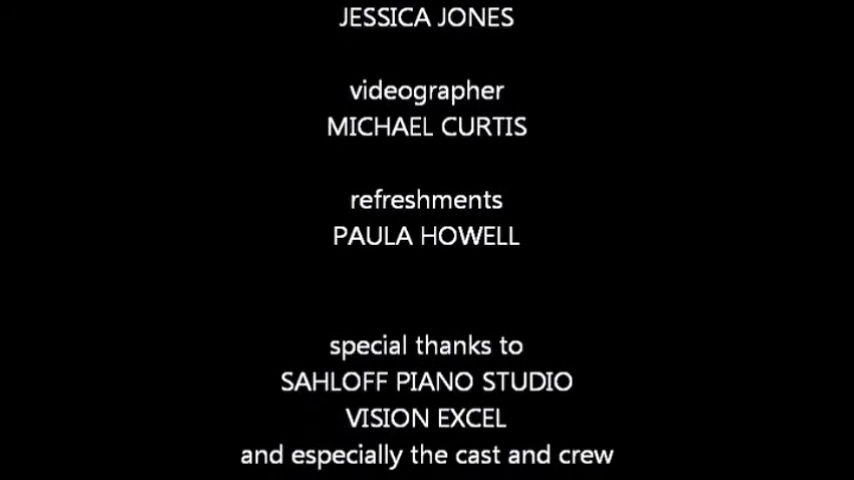 JESSICA JONES
videographer
MICHAEL CURTIS
refreshments
PAULA HOWELL
special thanks to
SAHLOFF PIANO STUDIO
VISION EXCEL
and especially the cast and crew